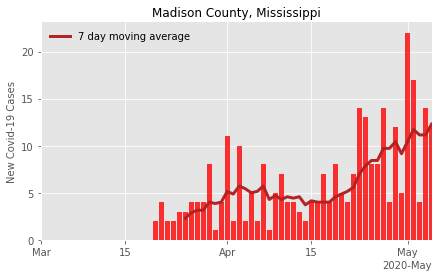 Madison County, Mississippi
7 day moving average
New Covid-19 Cases
20
15
10
5
0
Mar
15
Apr
15
May
2020-May